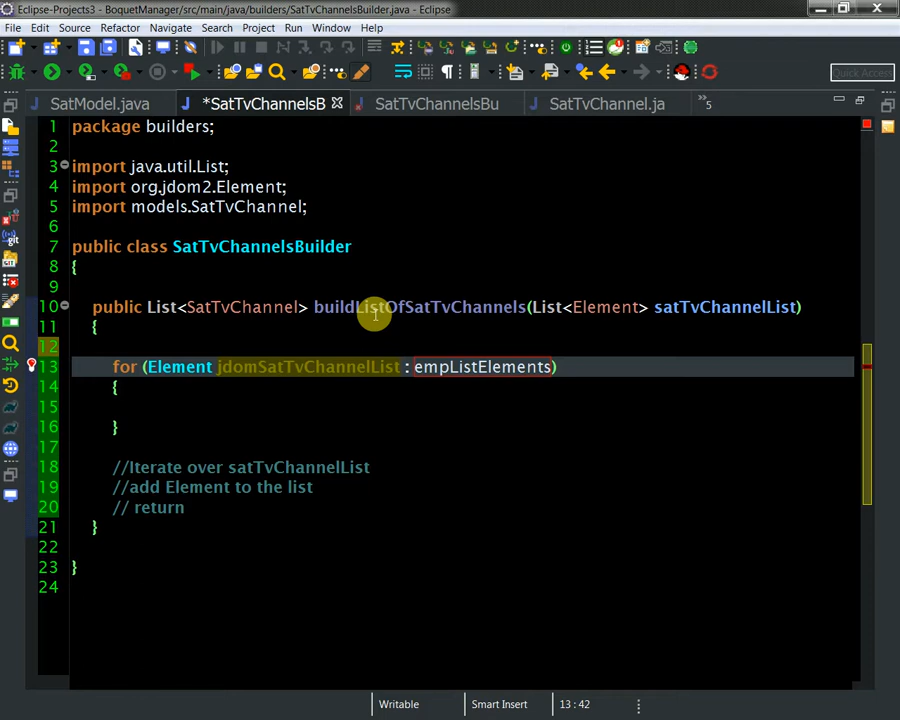 Eclipse-Projects3 - BoquetManager/src/main/java/builders/SatTvChannelsBuilder.java - Eclipse
File Edit Source Refactor Navigate Search Project Run Window Help
Quick Access
SatModel.java *SatTvChannelsB SatTvChannelsBu SatTvChannel.ja »5
1 package builders;
2
3 import java.util.List;
4 import org.jdom2.Element;
5 import models.SatTvChannel;
6
7 public class SatTvChannelsBuilder
8 {
9
10 public List<SatTvChannel> buildListOfSatTvChannels(List<Element> satTvChannelList)
11 {
12
13 for (Element jdomSatTvChannelList : empListElements)
14 {
15
16 }
17
18 //Iterate over satTvChannelList
19 //add Element to the list
20 // return
21 }
22
23 }
24
Writable Smart Insert 13 : 42